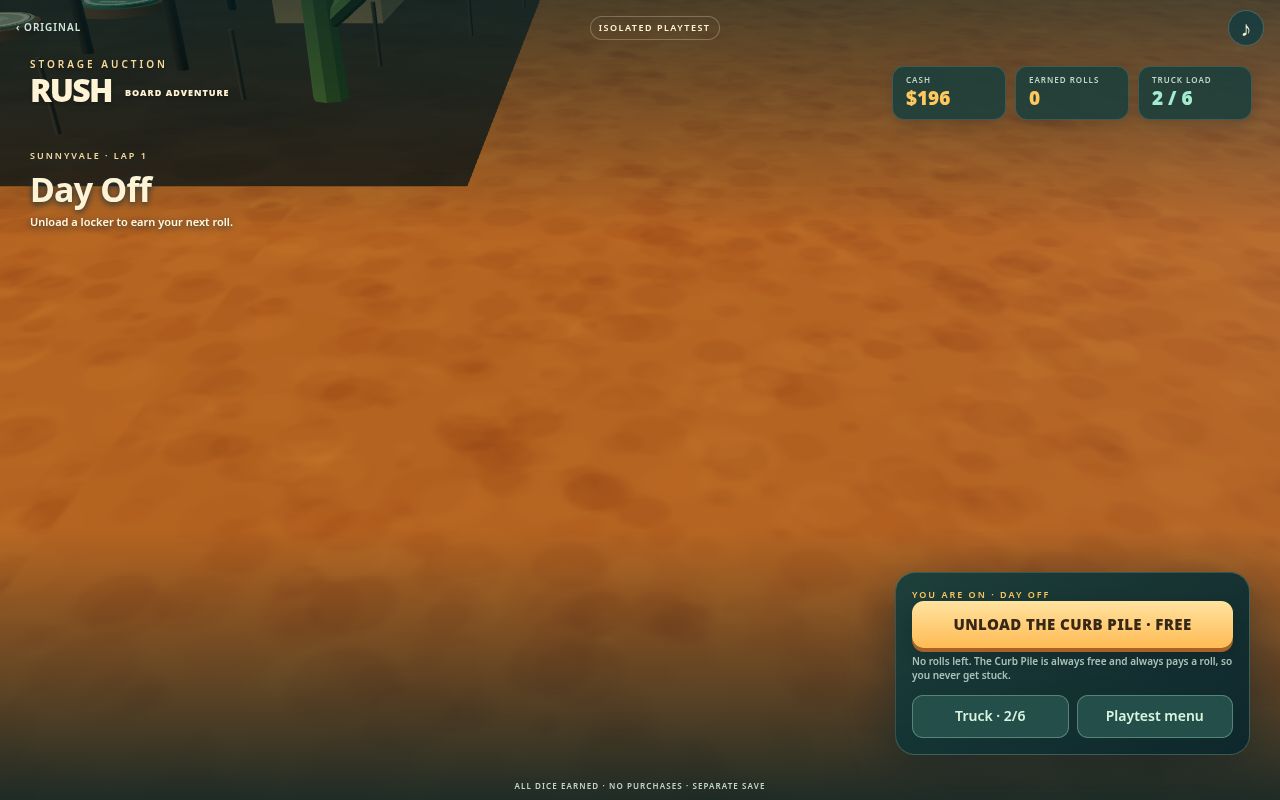 ‹ ORIGINAL
ISOLATED PLAYTEST
♪
STORAGE AUCTION
RUSH BOARD ADVENTURE
CASH
$196
EARNED ROLLS
0
TRUCK LOAD
2 / 6
SUNNYVALE · LAP 1
Day Off
Unload a locker to earn your next roll.
YOU ARE ON · DAY OFF
UNLOAD THE CURB PILE · FREE
No rolls left. The Curb Pile is always free and always pays a roll, so
you never get stuck.
Truck · 2/6
Playtest menu
ALL DICE EARNED · NO PURCHASES · SEPARATE SAVE